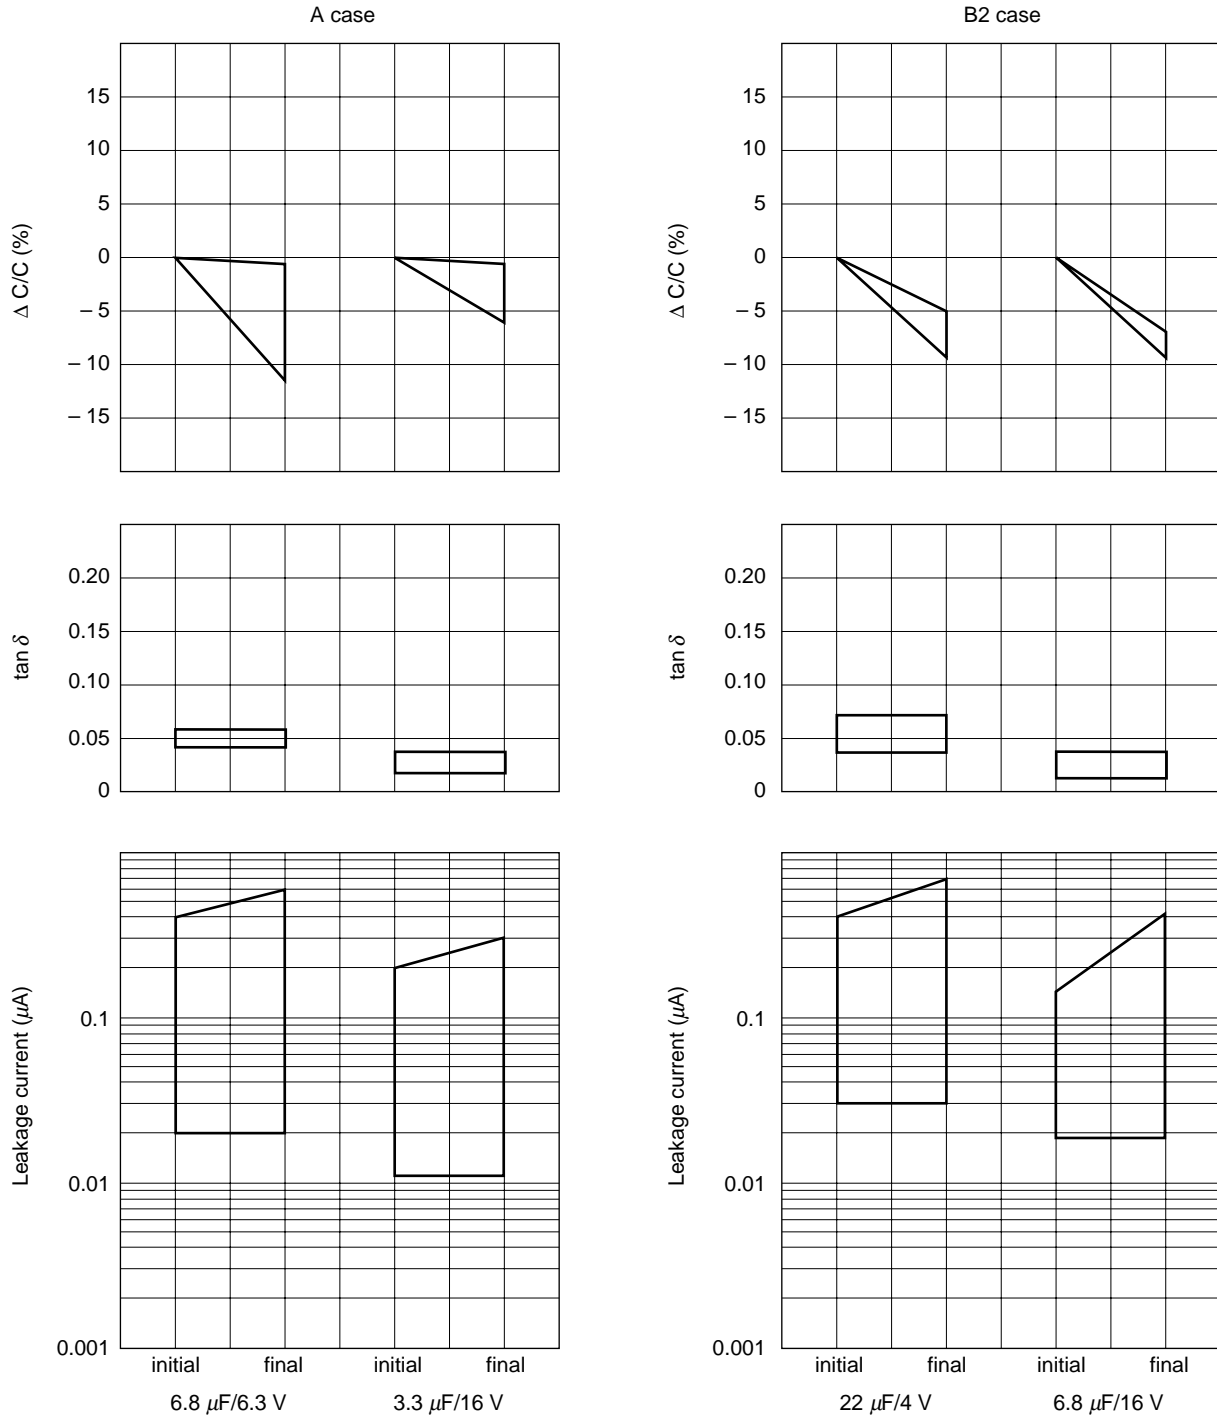 A case
B2 case
Δ C/C (%)
15
10
5
0
– 5
– 10
– 15
Δ C/C (%)
15
10
5
0
– 5
– 10
– 15
tan δ
0.20
0.15
0.10
0.05
0
tan δ
0.20
0.15
0.10
0.05
0
Leakage current (μA)
0.1
0.01
0.001
initial final initial final
6.8 μF/6.3 V 3.3 μF/16 V
Leakage current (μA)
0.1
0.01
0.001
initial final initial final
22 μF/4 V 6.8 μF/16 V